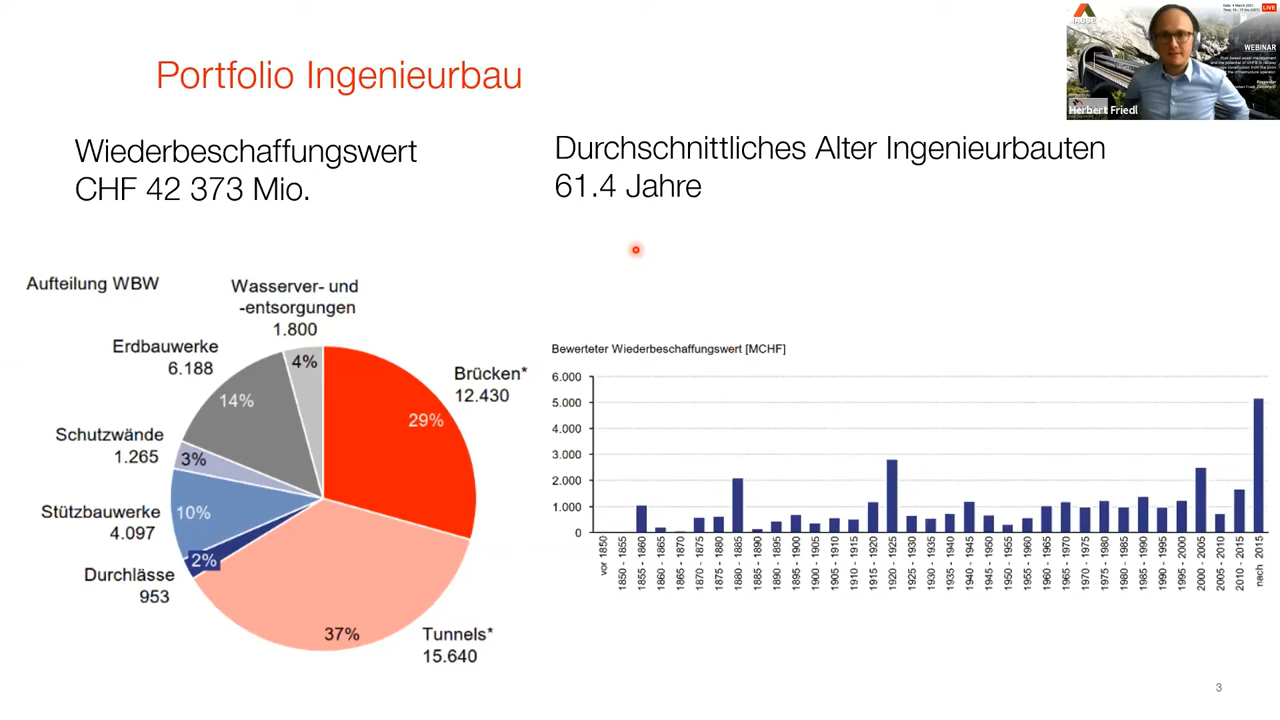 Portfolio Ingenieurbau
IABSE
LIVE
WEBINAR
Herbert Friedl
Wiederbeschaffungswert
CHF 42 373 Mio.
Durchschnittliches Alter Ingenieurbauten
61.4 Jahre
Aufteilung WBW
Wasserver- und
-entsorgungen
1.800
4%
Erdbauwerke
6.188
14%
Brücken*
12.430
29%
Schutzwände
1.265
3%
Stützbauwerke
4.097
10%
2%
Durchlässe
953
37%
Tunnels*
15.640
Bewerteter Wiederbeschaffungswert [MCHF]
6.000
5.000
4.000
3.000
2.000
1.000
0
vor 1850
1850 - 1855
1855 - 1860
1860 - 1865
1865 - 1870
1870 - 1875
1875 - 1880
1880 - 1885
1885 - 1890
1890 - 1895
1895 - 1900
1900 - 1905
1905 - 1910
1910 - 1915
1915 - 1920
1920 - 1925
1925 - 1930
1930 - 1935
1935 - 1940
1940 - 1945
1945 - 1950
1950 - 1955
1955 - 1960
1960 - 1965
1965 - 1970
1970 - 1975
1975 - 1980
1980 - 1985
1985 - 1990
1990 - 1995
1995 - 2000
2000 - 2005
2005 - 2010
2010 - 2015
nach 2015
3